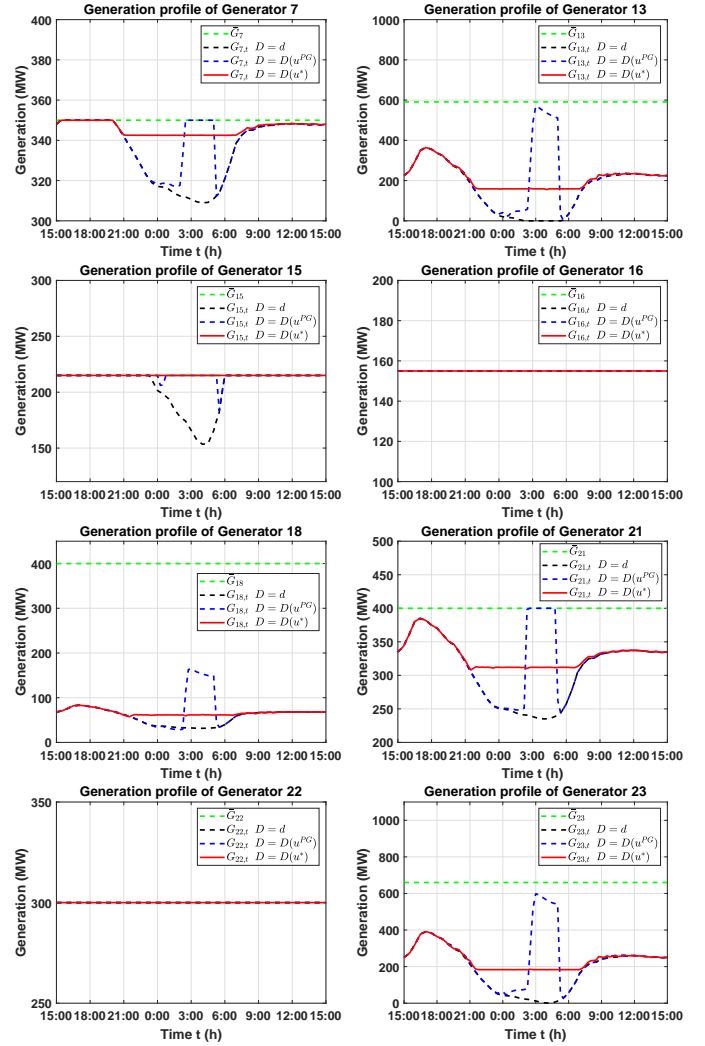 Generation profile of Generator 7
400
380
360
340
320
300
Generation (MW)
15:00 18:00 21:00 0:00 3:00 6:00 9:00 12:00 15:00
Time t (h)
Ḡ₇
G₇,ₜ D = d
G₇,ₜ D = D(uᴾᴳ)
G₇,ₜ D = D(u*)
Generation profile of Generator 13
1000
800
600
400
200
0
Generation (MW)
15:00 18:00 21:00 0:00 3:00 6:00 9:00 12:00 15:00
Time t (h)
Ḡ₁₃
G₁₃,ₜ D = d
G₁₃,ₜ D = D(uᴾᴳ)
G₁₃,ₜ D = D(u*)
Generation profile of Generator 15
300
250
200
150
Generation (MW)
15:00 18:00 21:00 0:00 3:00 6:00 9:00 12:00 15:00
Time t (h)
Ḡ₁₅
G₁₅,ₜ D = d
G₁₅,ₜ D = D(uᴾᴳ)
G₁₅,ₜ D = D(u*)
Generation profile of Generator 16
200
180
160
140
120
100
Generation (MW)
15:00 18:00 21:00 0:00 3:00 6:00 9:00 12:00 15:00
Time t (h)
Ḡ₁₆
G₁₆,ₜ D = d
G₁₆,ₜ D = D(uᴾᴳ)
G₁₆,ₜ D = D(u*)
Generation profile of Generator 18
400
300
200
100
0
Generation (MW)
15:00 18:00 21:00 0:00 3:00 6:00 9:00 12:00 15:00
Time t (h)
Ḡ₁₈
G₁₈,ₜ D = d
G₁₈,ₜ D = D(uᴾᴳ)
G₁₈,ₜ D = D(u*)
Generation profile of Generator 21
500
450
400
350
300
250
200
Generation (MW)
15:00 18:00 21:00 0:00 3:00 6:00 9:00 12:00 15:00
Time t (h)
Ḡ₂₁
G₂₁,ₜ D = d
G₂₁,ₜ D = D(uᴾᴳ)
G₂₁,ₜ D = D(u*)
Generation profile of Generator 22
350
300
250
Generation (MW)
15:00 18:00 21:00 0:00 3:00 6:00 9:00 12:00 15:00
Time t (h)
Ḡ₂₂
G₂₂,ₜ D = d
G₂₂,ₜ D = D(uᴾᴳ)
G₂₂,ₜ D = D(u*)
Generation profile of Generator 23
1000
800
600
400
200
0
Generation (MW)
15:00 18:00 21:00 0:00 3:00 6:00 9:00 12:00 15:00
Time t (h)
Ḡ₂₃
G₂₃,ₜ D = d
G₂₃,ₜ D = D(uᴾᴳ)
G₂₃,ₜ D = D(u*)